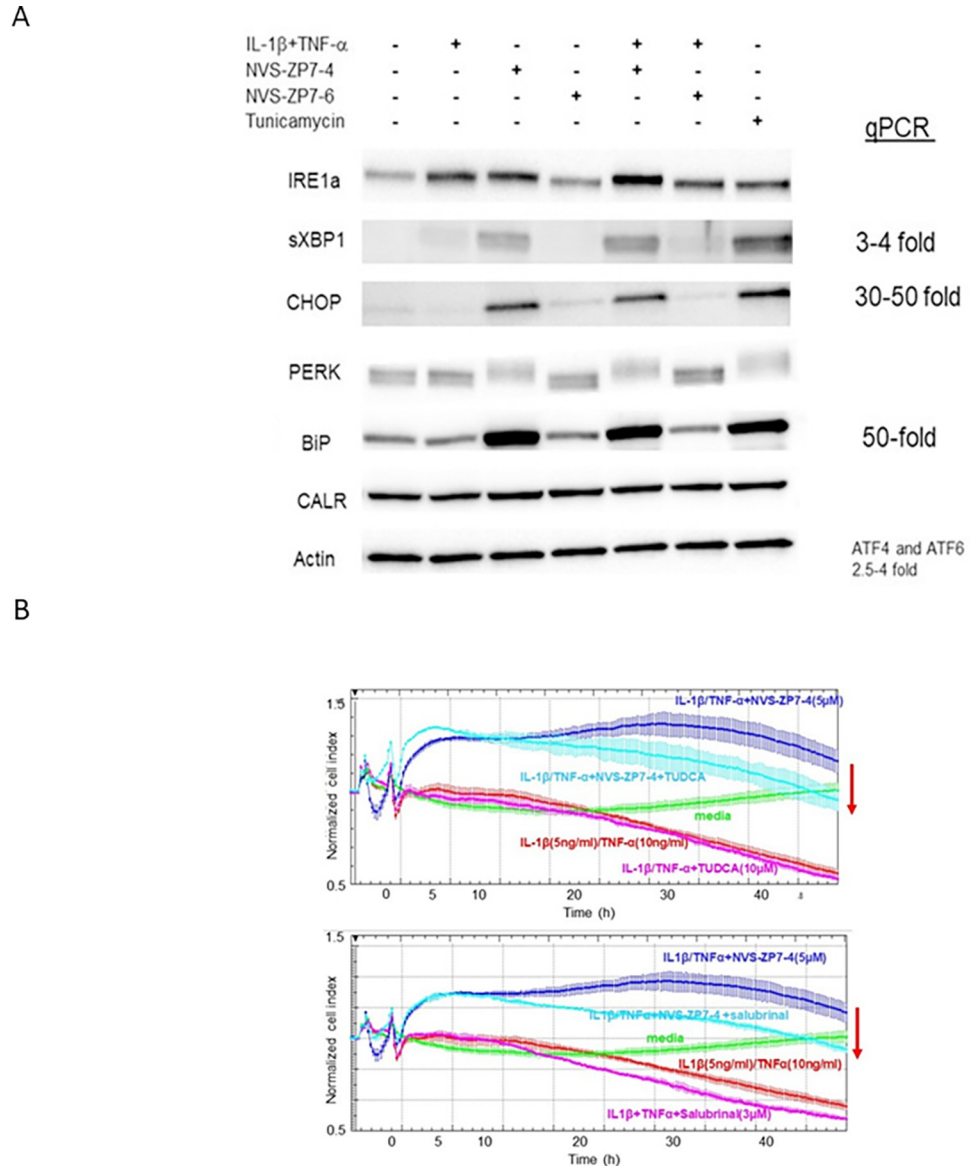 A
IL-1β+TNF-α - + - - + + -
NVS-ZP7-4 - - + - + - -
NVS-ZP7-6 - - - + - + -
Tunicamycin - - - - - - +
qPCR
IRE1a
sXBP1 3-4 fold
CHOP 30-50 fold
PERK
BiP 50-fold
CALR
Actin
ATF4 and ATF6
2.5-4 fold
B
1.5
IL-1β/TNF-α+NVS-ZP7-4(5µM)
IL-1β/TNF-α+NVS-ZP7-4+TUDCA
media
IL-1β(5ng/ml)/TNF-α(10ng/ml)
IL-1β/TNF-α+TUDCA(10µM)
Normalized cell index
0.5
0 5 10 20 30 40
Time (h)
1.5
IL1β/TNFα+NVS-ZP7-4(5µM)
IL1β/TNFα+NVS-ZP7-4 +salubrinal
media
IL1β(5ng/ml)/TNFα(10ng/ml)
IL1β+TNFα+Salubrinal(3µM)
Normalized cell index
0.5
0 5 10 20 30 40
Time (h)